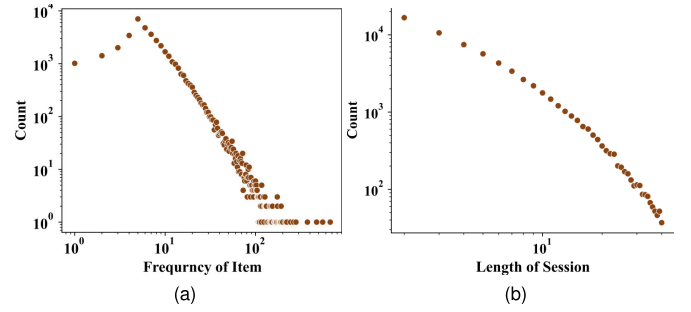 10^4
10^3
10^2
10^1
10^0
Count
10^0 10^1 10^2
Frequrncy of Item
(a)
10^4
10^3
10^2
Count
10^1
Length of Session
(b)